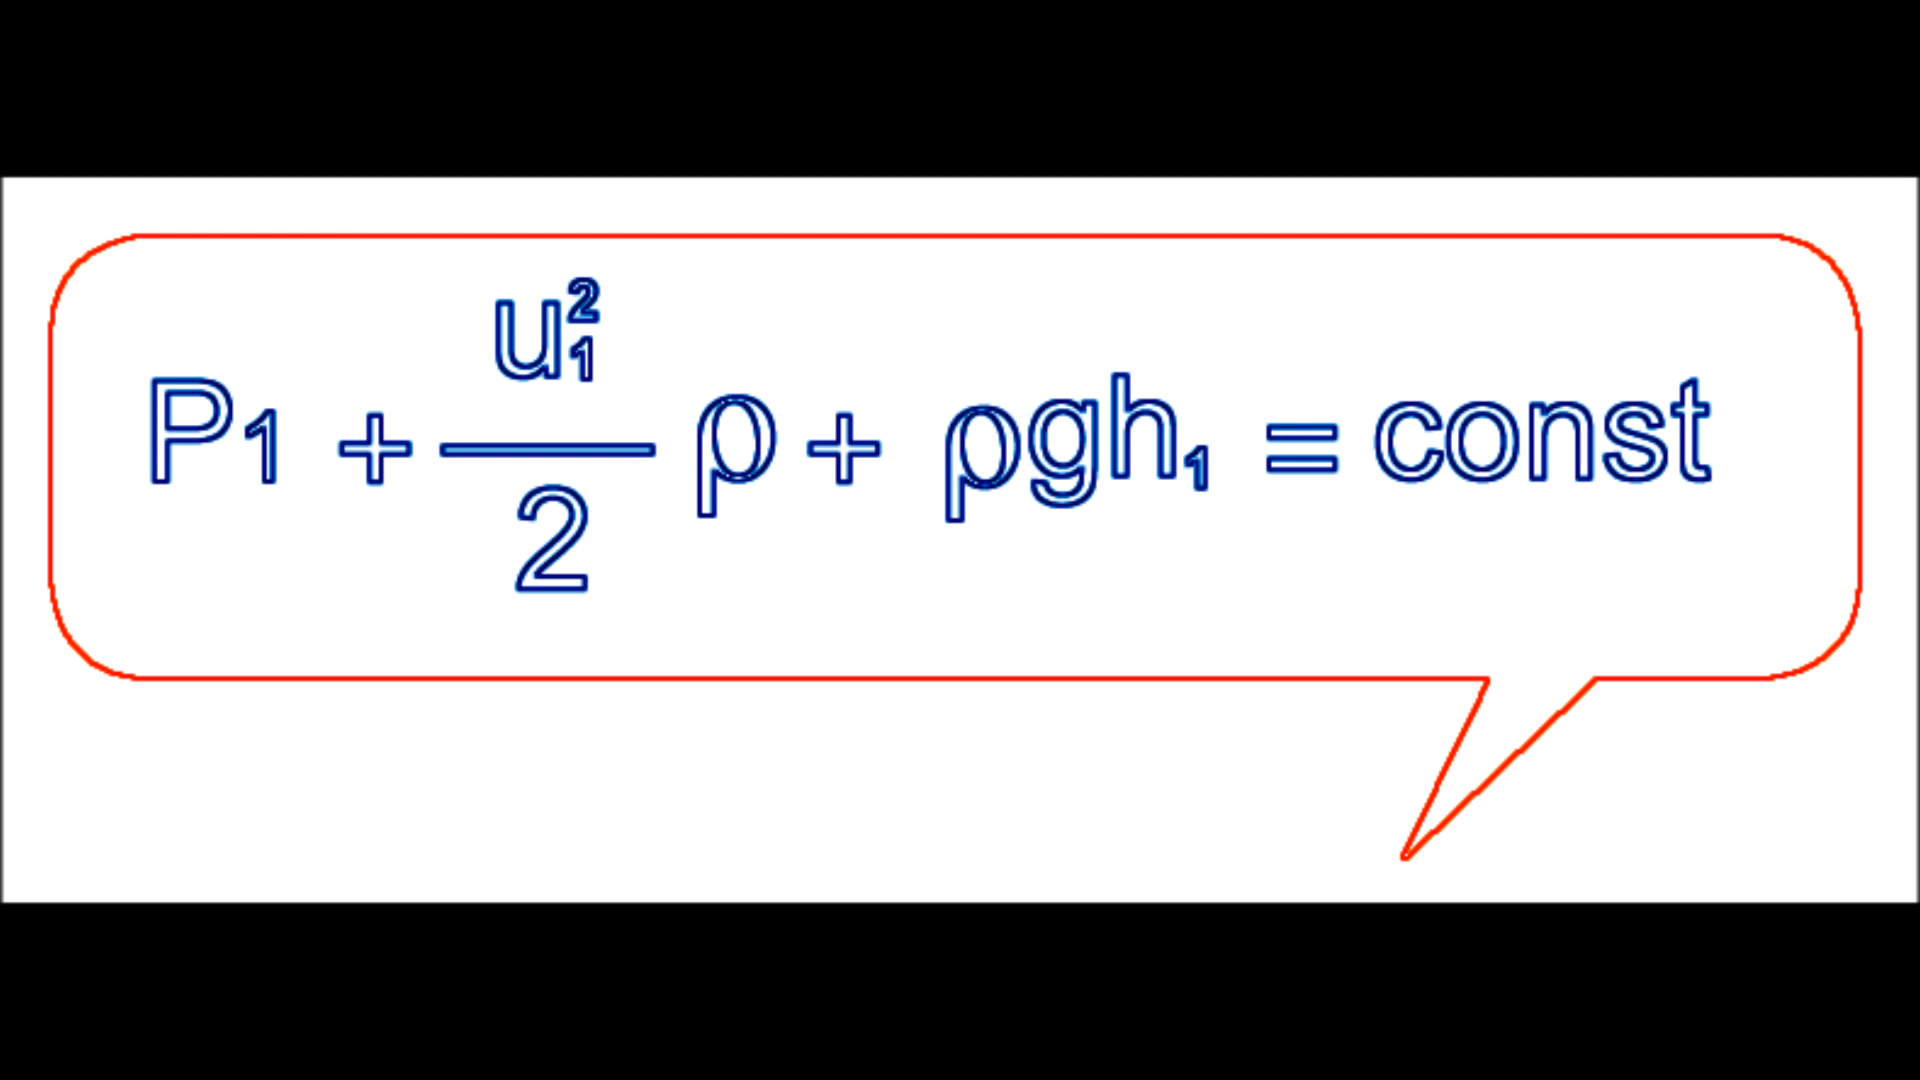 P₁ + u₁²/2 ρ + ρgh₁ = const